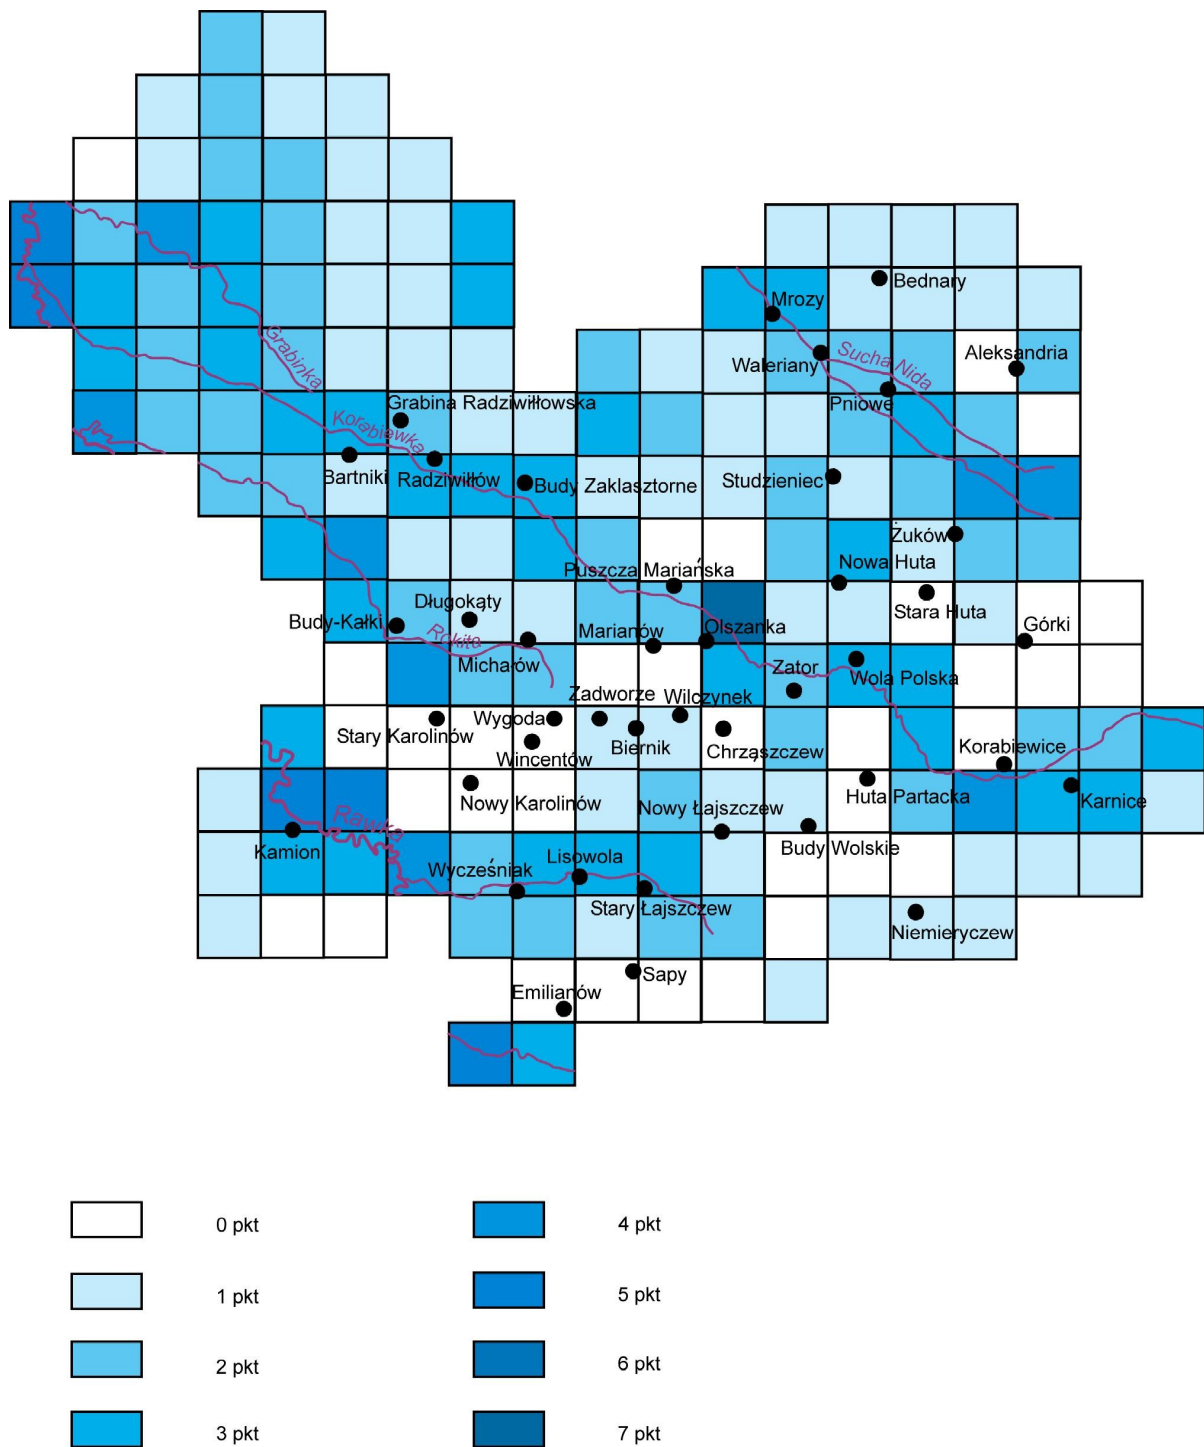 Bednary
Mrozy
Sucha Nida
Aleksandria
Waleriany
Grabinka
Pniowe
Grabina Radziwiłłowska
Korabiewka
Bartniki
Radziwiłłów
Budy Zaklasztorne
Studzieniec
Żuków
Nowa Huta
Puszcza Mariańska
Długokąty
Stara Huta
Budy-Kałki
Rokita
Marianów
Olszanka
Górki
Michałów
Zator
Wola Polska
Zadworze
Wilczynek
Stary Karolinów
Wygoda
Wincentów
Biernik
Chrząszczew
Korabiewice
Nowy Karolinów
Nowy Łajszczew
Huta Partacka
Karnice
Rawka
Kamion
Budy Wolskie
Wycześniak
Lisowola
Stary Łajszczew
Niemieryczew
Sapy
Emilianów
0 pkt
1 pkt
2 pkt
3 pkt
4 pkt
5 pkt
6 pkt
7 pkt